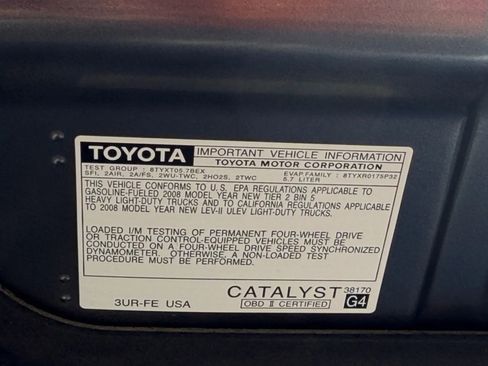 TOYOTA
IMPORTANT VEHICLE INFORMATION
TOYOTA MOTOR CORPORATION
TEST GROUP : 8TYXT05.7BEX
EVAP.FAMILY : 8TYXR0175P32
SFI, 2AIR, 2A/FS, 2WU-TWC, 2HO2S, 2TWC
5.7 LITER
THIS VEHICLE CONFORMS TO U.S. EPA REGULATIONS APPLICABLE TO
GASOLINE-FUELED 2008 MODEL YEAR NEW TIER 2 BIN 5
HEAVY LIGHT-DUTY TRUCKS AND TO CALIFORNIA REGULATIONS APPLICABLE
TO 2008 MODEL YEAR NEW LEV-II ULEV LIGHT-DUTY TRUCKS.
LOADED I/M TESTING OF PERMANENT FOUR-WHEEL DRIVE
OR TRACTION CONTROL-EQUIPPED VEHICLES MUST BE
CONDUCTED ON A FOUR-WHEEL DRIVE SPEED SYNCHRONIZED
DYNAMOMETER. OTHERWISE, A NON-LOADED TEST
PROCEDURE MUST BE PERFORMED.
3UR-FE USA
CATALYST
OBD II CERTIFIED
38170
G4